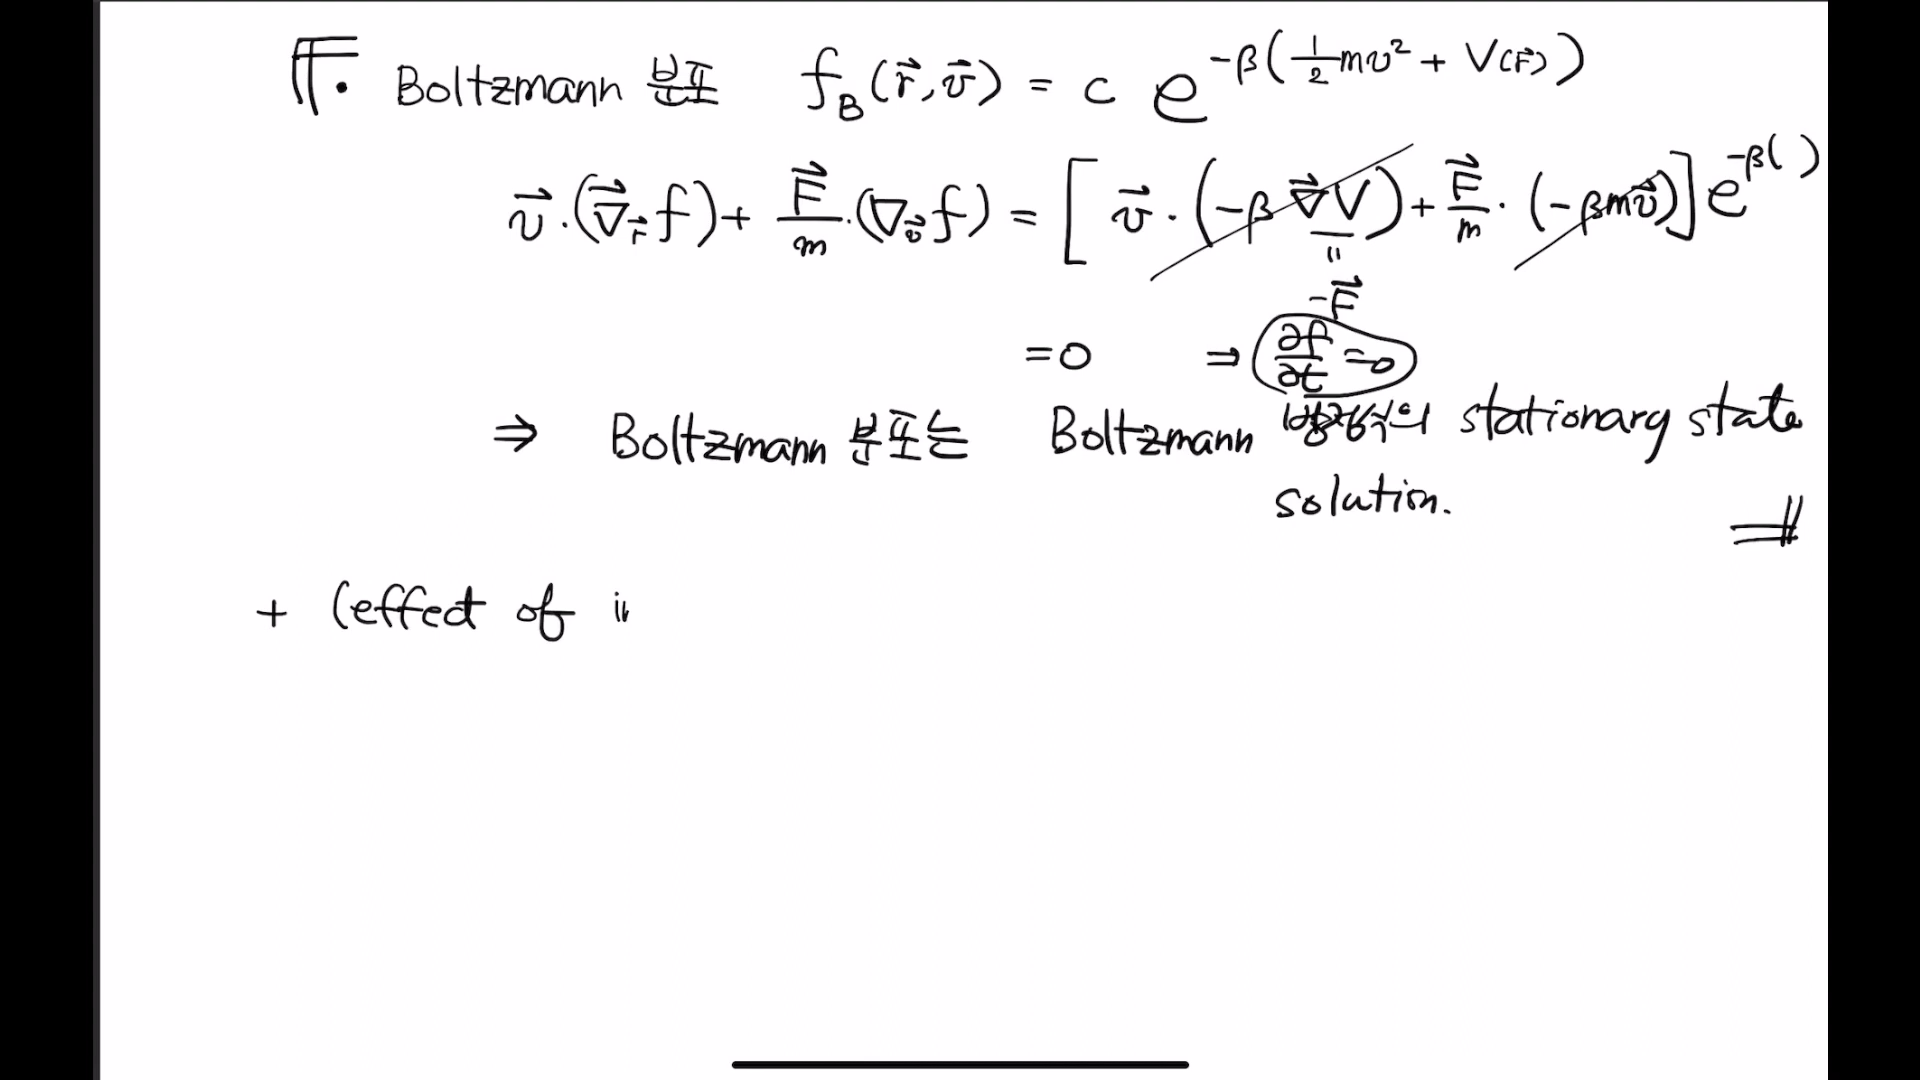 pf. Boltzmann 분포 f_B(r⃗, v⃗) = c e^{-β(½mv² + V(r⃗))}
v⃗·(∇⃗_r⃗ f) + F⃗/m·(∇_v⃗ f) = [v⃗·(-β ∇⃗V) + F⃗/m·(-βmv⃗)] e^{-β( )}
"
-F⃗
=0 ⇒ ∂f/∂t =0
⇒ Boltzmann 분포는 Boltzmann 방정식의 stationary state
solution.
+ (effect of